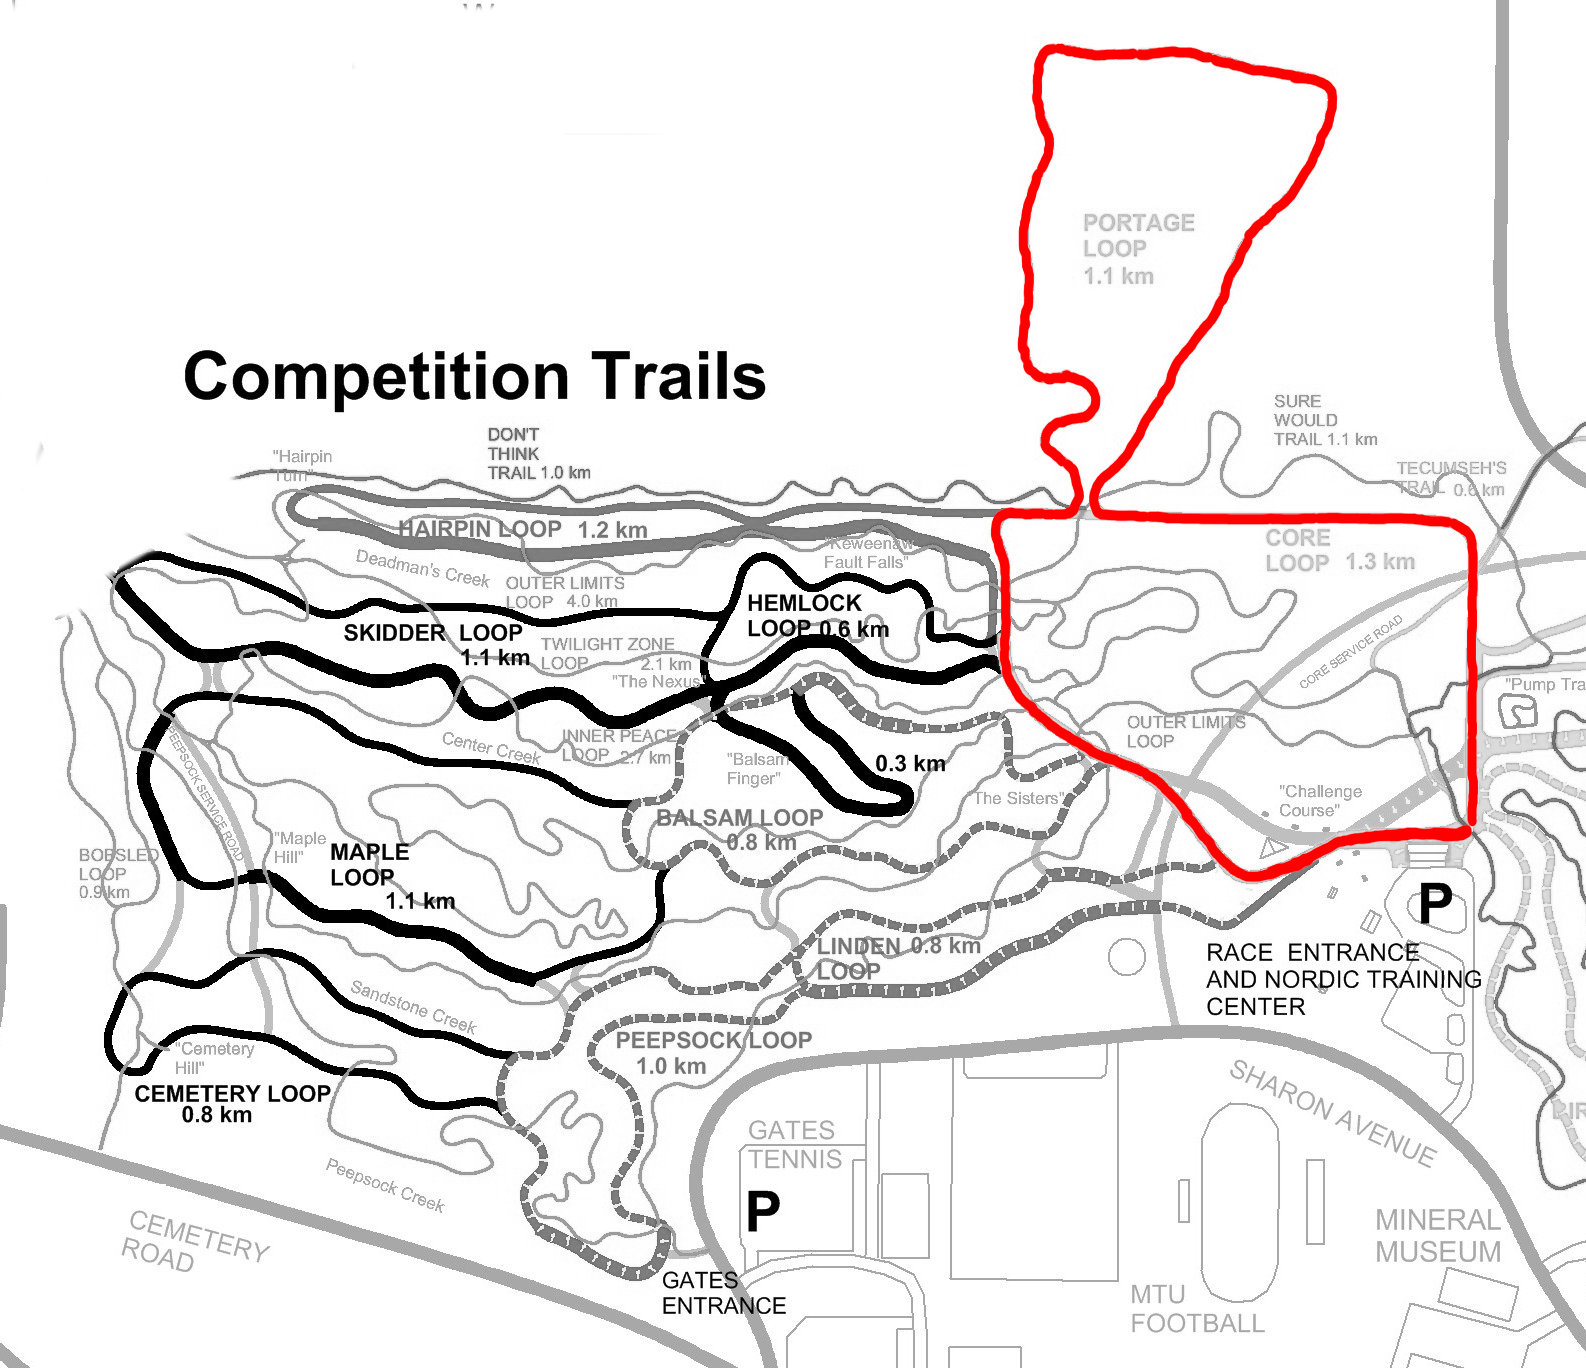 PORTAGE
LOOP
1.1 km
Competition Trails
SURE
WOULD
TRAIL 1.1 km
DON'T
THINK
TRAIL 1.0 km
"Hairpin
Turn"
TECUMSEH'S
TRAIL 0.6 km
HAIRPIN LOOP 1.2 km
CORE
LOOP 1.3 km
"Keweenaw
Fault Falls"
Deadman's Creek
OUTER LIMITS
LOOP 4.0 km
HEMLOCK
LOOP 0.6 km
SKIDDER LOOP
1.1 km
TWILIGHT ZONE
LOOP 2.1 km
"The Nexus"
CORE SERVICE ROAD
"Pump Tra
OUTER LIMITS
LOOP
INNER PEACE
LOOP 2.7 km
Center Creek
"Balsam
Finger"
0.3 km
PEEPSOCK SERVICE ROAD
"The Sisters"
"Challenge
Course"
BALSAM LOOP
0.8 km
"Maple
Hill"
MAPLE
LOOP
1.1 km
BOBSLED
LOOP
0.9 km
P
LINDEN 0.8 km
LOOP
RACE ENTRANCE
AND NORDIC TRAINING
CENTER
Sandstone Creek
PEEPSOCK LOOP
1.0 km
"Cemetery
Hill"
CEMETERY LOOP
0.8 km
SHARON AVENUE
GATES
TENNIS
P
Peepsock Creek
CEMETERY
ROAD
MINERAL
MUSEUM
GATES
ENTRANCE
MTU
FOOTBALL